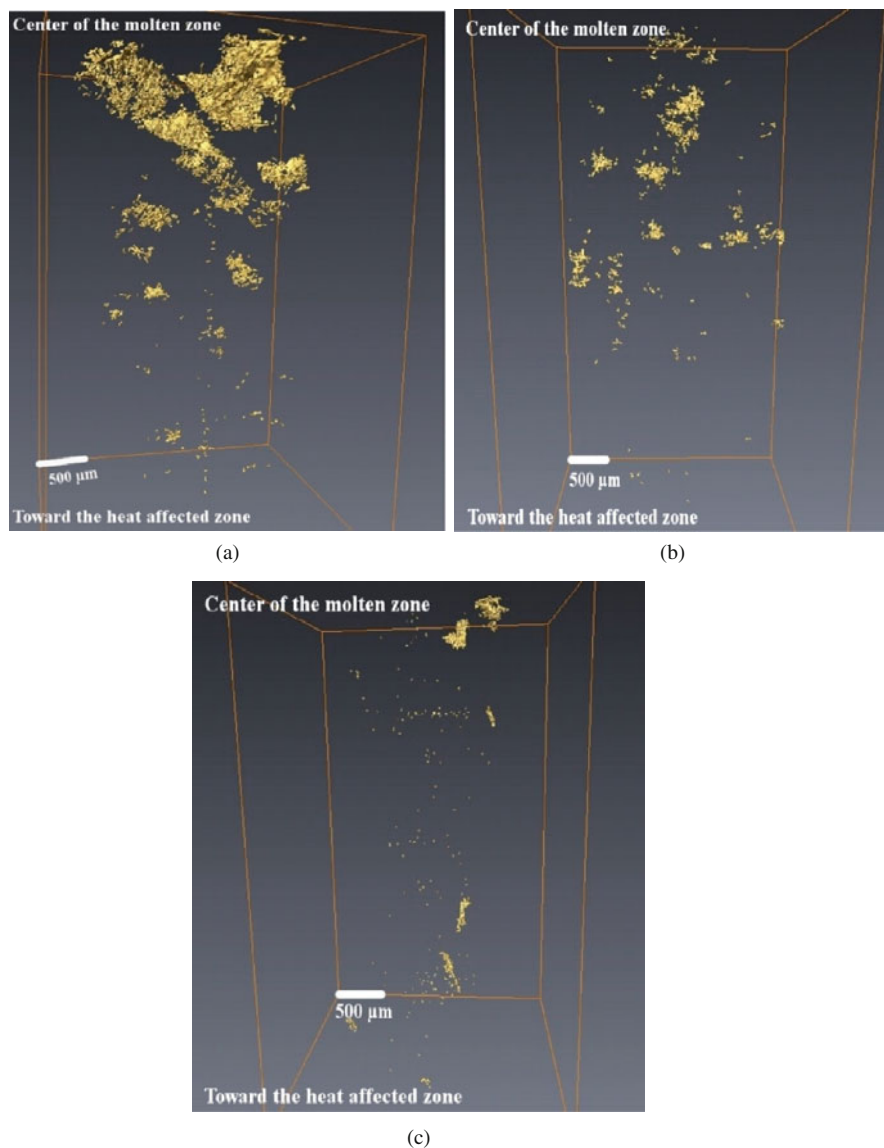 Center of the molten zone
500 µm
Toward the heat affected zone
(a)
Center of the molten zone
500 µm
Toward the heat affected zone
(b)
Center of the molten zone
500 µm
Toward the heat affected zone
(c)